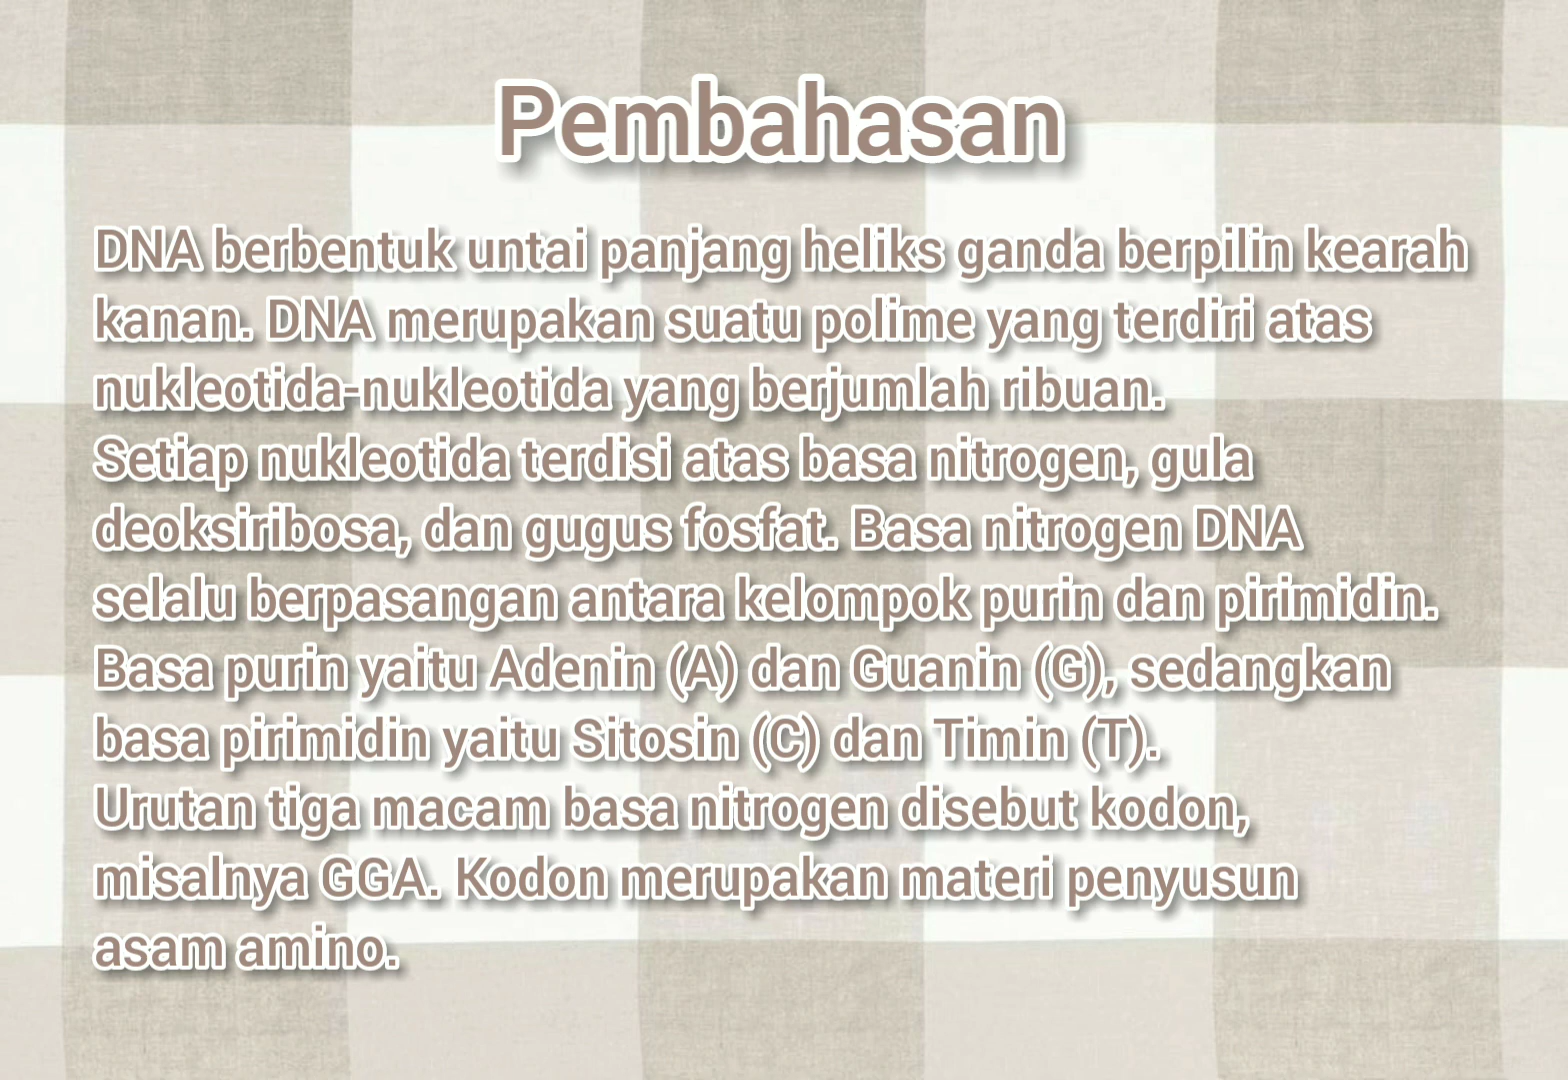 Pembahasan
DNA berbentuk untai panjang heliks ganda berpilin kearah
kanan. DNA merupakan suatu polime yang terdiri atas
nukleotida-nukleotida yang berjumlah ribuan.
Setiap nukleotida terdisi atas basa nitrogen, gula
deoksiribosa, dan gugus fosfat. Basa nitrogen DNA
selalu berpasangan antara kelompok purin dan pirimidin.
Basa purin yaitu Adenin (A) dan Guanin (G), sedangkan
basa pirimidin yaitu Sitosin (C) dan Timin (T).
Urutan tiga macam basa nitrogen disebut kodon,
misalnya GGA. Kodon merupakan materi penyusun
asam amino.